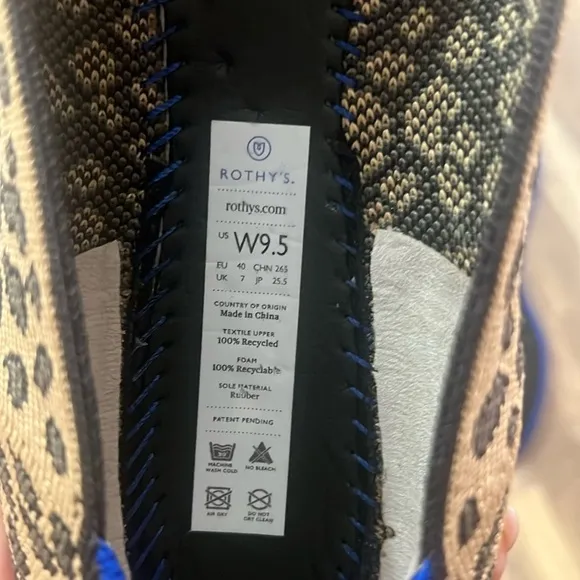 ROTHY'S.
rothys.com
US W9.5
EU 40 CHN 265
UK 7 JP 25.5
COUNTRY OF ORIGIN
Made in China
TEXTILE UPPER
100% Recycled
FOAM
100% Recyclable
SOLE MATERIAL
Rubber
PATENT PENDING
MACHINE WASH COLD
NO BLEACH
AIR DRY
DO NOT DRY CLEAN